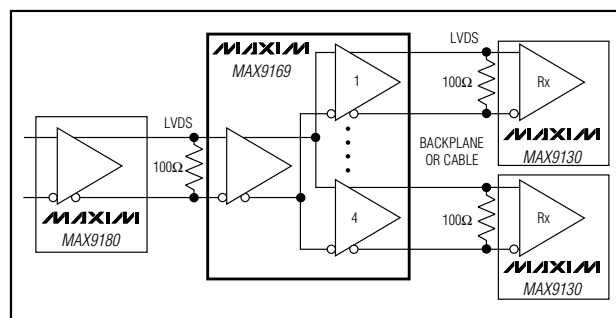 MAXIM
MAX9180
LVDS
100Ω
MAXIM
MAX9169
1
4
LVDS
100Ω
BACKPLANE
OR CABLE
100Ω
Rx
MAXIM
MAX9130
Rx
MAXIM
MAX9130